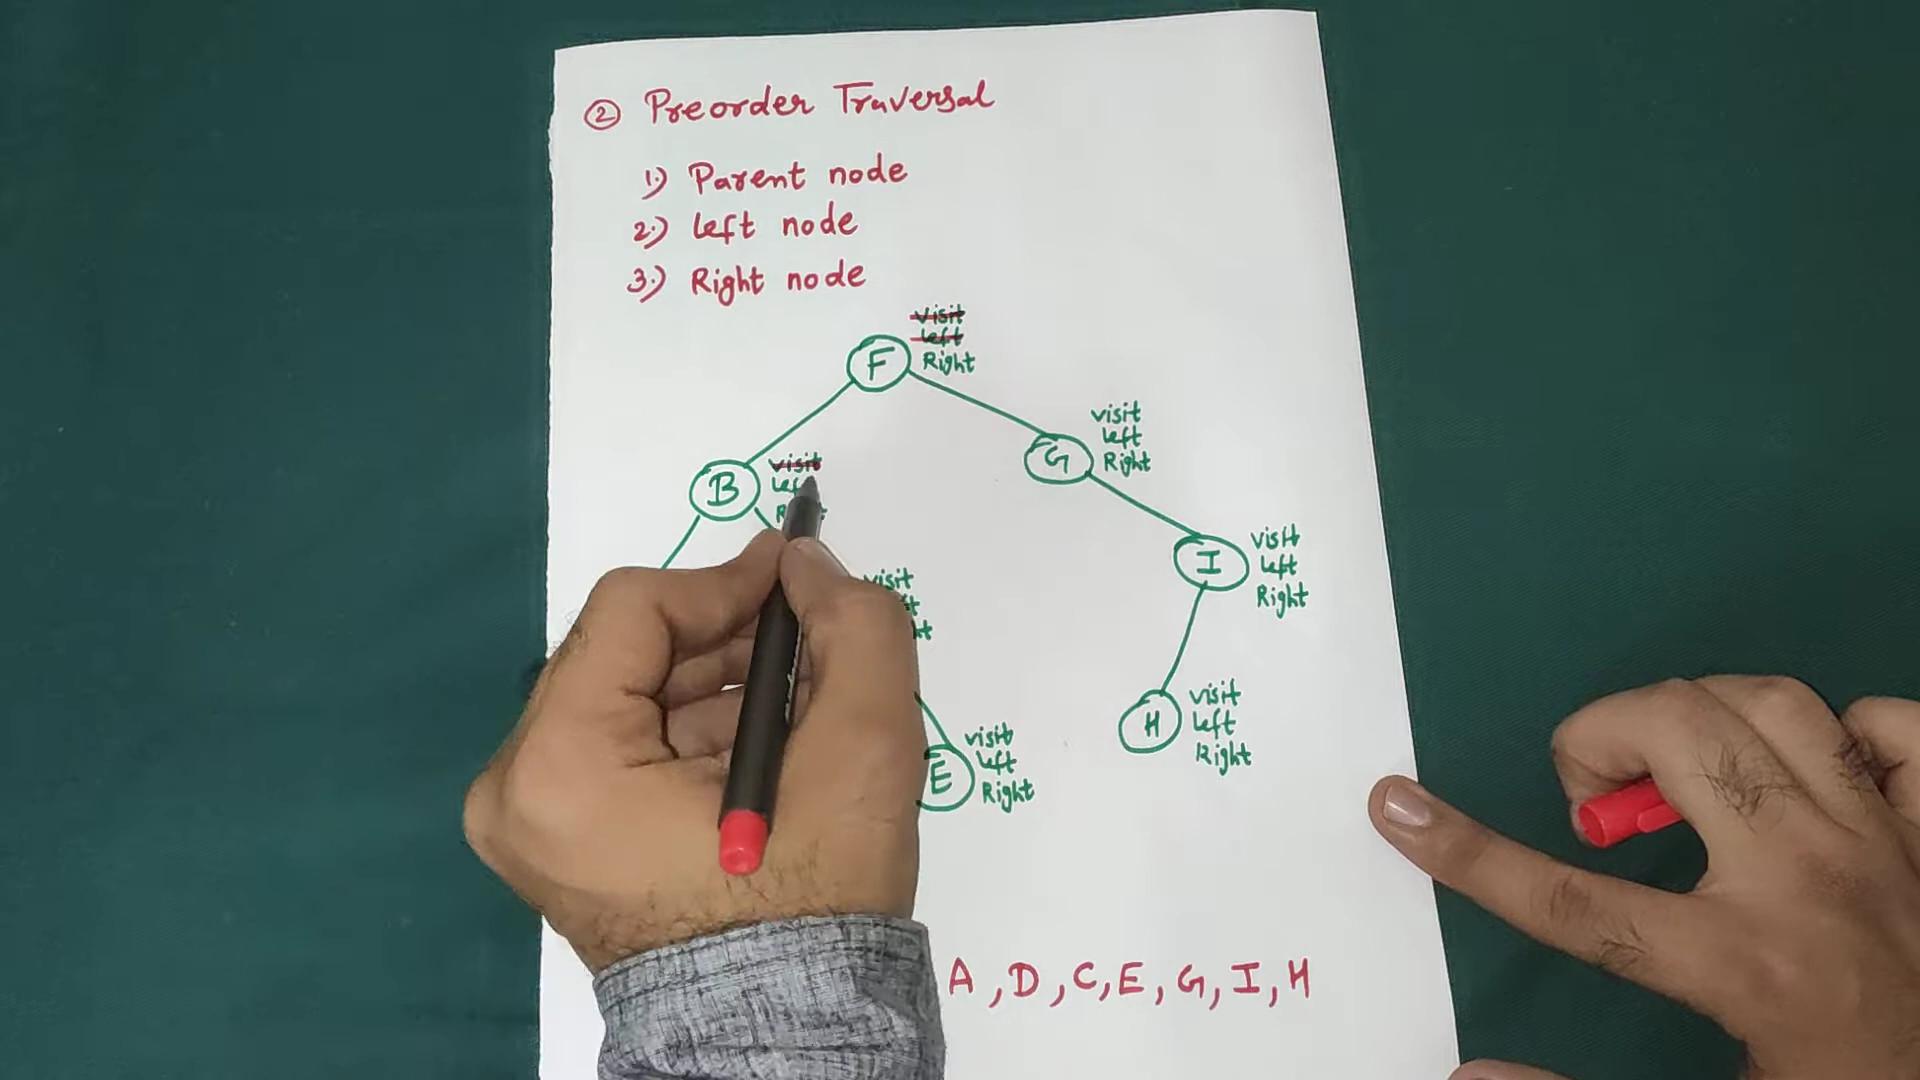 ② Preorder Traversal
1.) Parent node
2.) Left node
3.) Right node
visit
left
Right
F
visit
left
Right
G
B
visit
visit
left
Right
I
visit
visit
left
Right
H
visit
left
Right
E
A, D, C, E, G, I, H